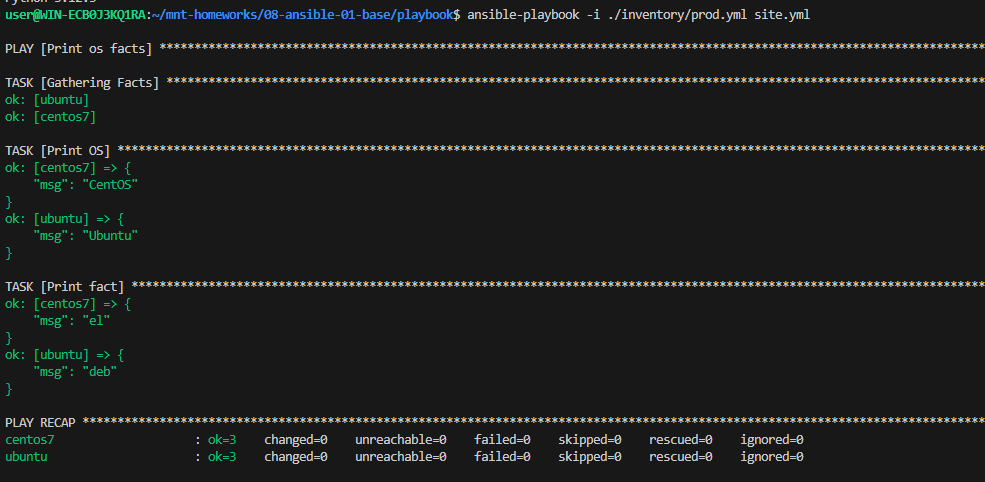 user@WIN-ECB0J3KQ1RA:~/mnt-homeworks/08-ansible-01-base/playbook$ ansible-playbook -i ./inventory/prod.yml site.yml
PLAY [Print os facts] ******************************************************************************************************************
TASK [Gathering Facts] *****************************************************************************************************************
ok: [ubuntu]
ok: [centos7]
TASK [Print OS] ************************************************************************************************************************
ok: [centos7] => {
    "msg": "CentOS"
}
ok: [ubuntu] => {
    "msg": "Ubuntu"
}
TASK [Print fact] **********************************************************************************************************************
ok: [centos7] => {
    "msg": "el"
}
ok: [ubuntu] => {
    "msg": "deb"
}
PLAY RECAP *****************************************************************************************************************************
centos7                    : ok=3    changed=0    unreachable=0    failed=0    skipped=0    rescued=0    ignored=0
ubuntu                     : ok=3    changed=0    unreachable=0    failed=0    skipped=0    rescued=0    ignored=0